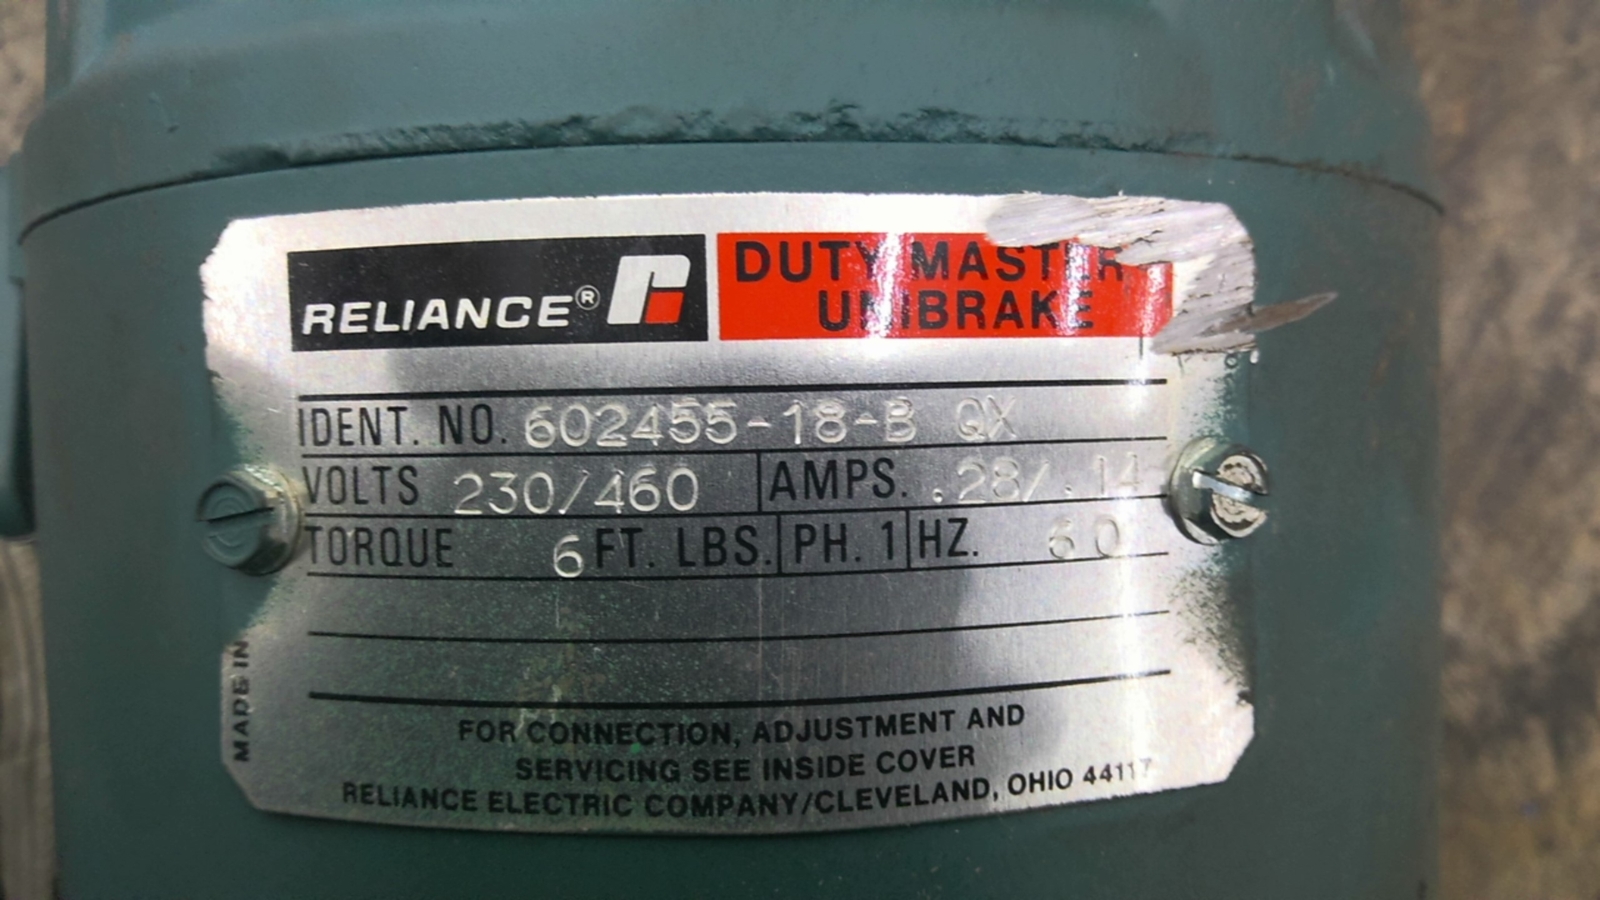 RELIANCE®
DUTY MASTER
UNIBRAKE
IDENT. NO. 602455-18-B QX
VOLTS 230/460 AMPS. .28/.14
TORQUE 6 FT. LBS. PH. 1 HZ. 60
FOR CONNECTION, ADJUSTMENT AND
SERVICING SEE INSIDE COVER
RELIANCE ELECTRIC COMPANY/CLEVELAND, OHIO 44117
MADE IN